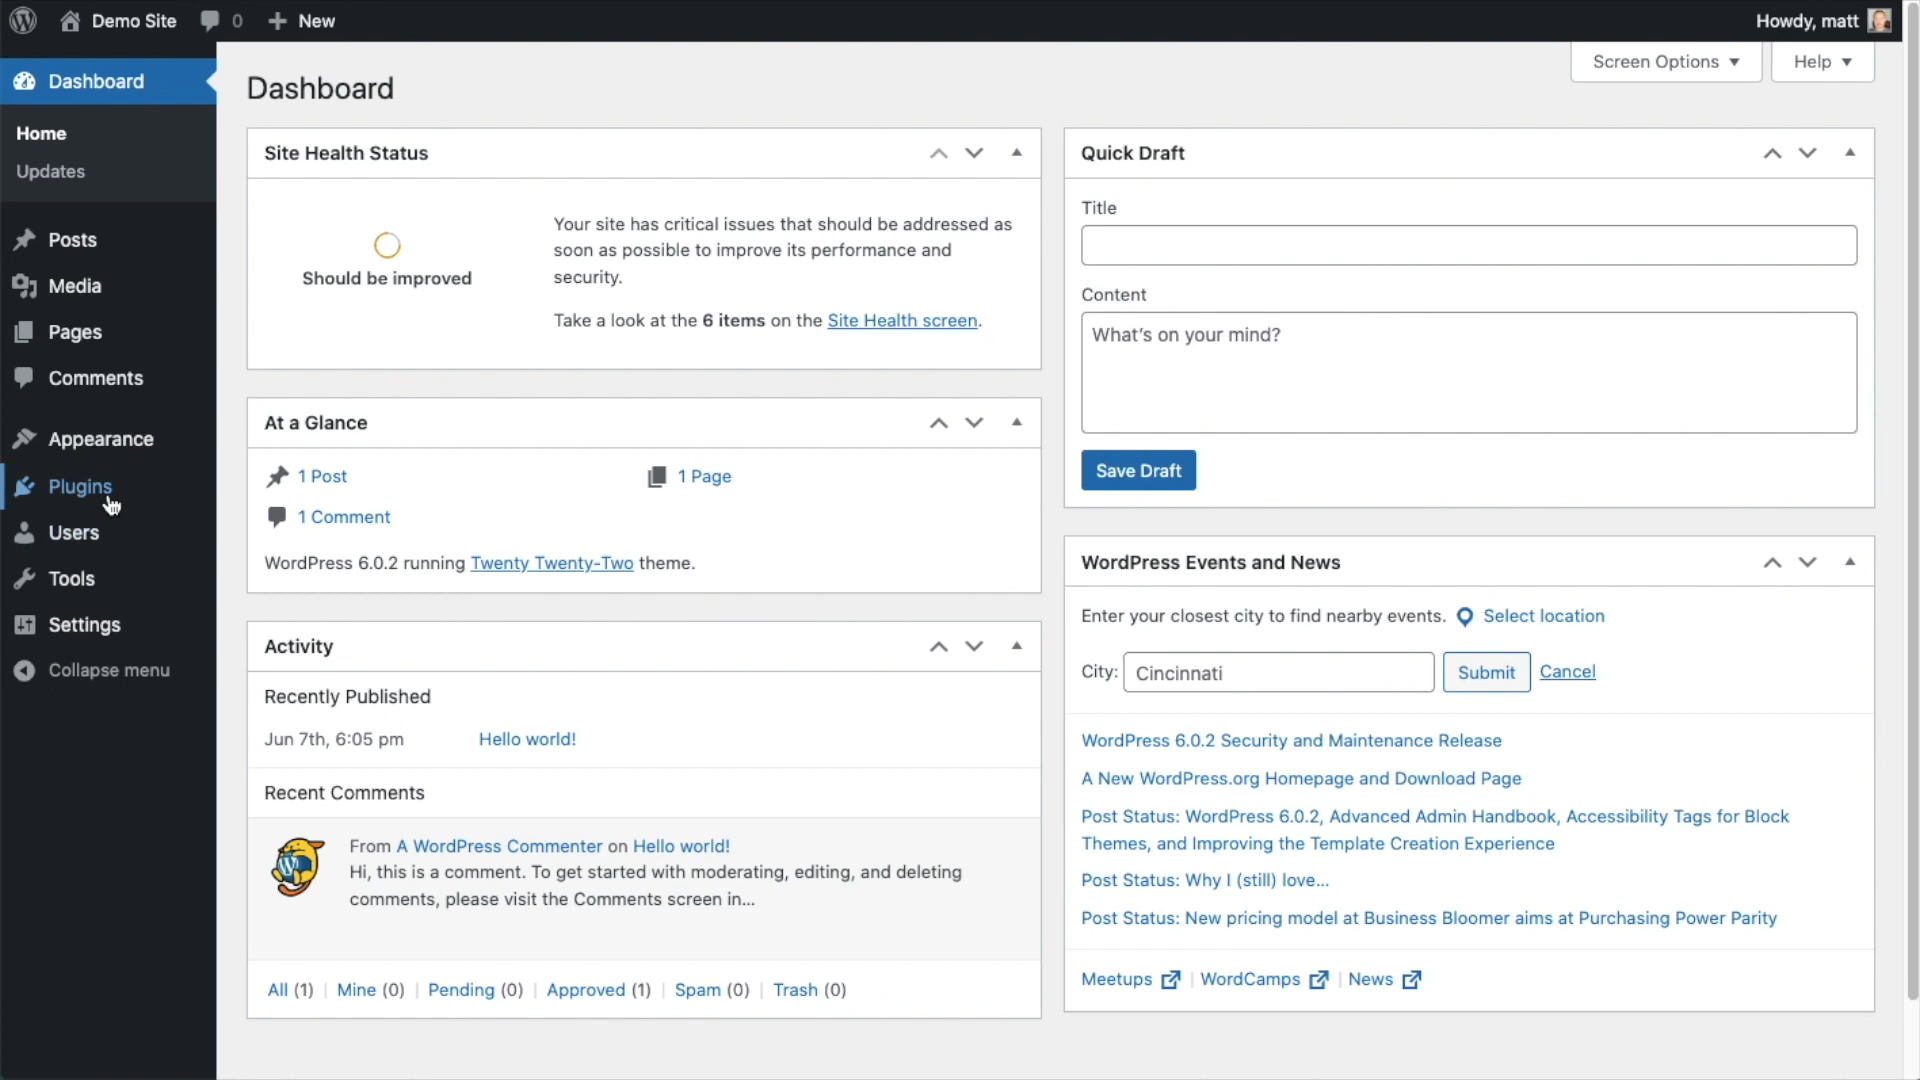 Demo Site
0
New
Howdy, matt
Dashboard
Home
Updates
Posts
Media
Pages
Comments
Appearance
Plugins
Users
Tools
Settings
Collapse menu
Screen Options
Help
Dashboard
Site Health Status
Should be improved
Your site has critical issues that should be addressed as
soon as possible to improve its performance and
security.
Take a look at the 6 items on the Site Health screen.
At a Glance
1 Post
1 Page
1 Comment
WordPress 6.0.2 running Twenty Twenty-Two theme.
Activity
Recently Published
Jun 7th, 6:05 pm Hello world!
Recent Comments
From A WordPress Commenter on Hello world!
Hi, this is a comment. To get started with moderating, editing, and deleting
comments, please visit the Comments screen in…
All (1) | Mine (0) | Pending (0) | Approved (1) | Spam (0) | Trash (0)
Quick Draft
Title
Content
What's on your mind?
Save Draft
WordPress Events and News
Enter your closest city to find nearby events. Select location
City: Cincinnati Submit Cancel
WordPress 6.0.2 Security and Maintenance Release
A New WordPress.org Homepage and Download Page
Post Status: WordPress 6.0.2, Advanced Admin Handbook, Accessibility Tags for Block
Themes, and Improving the Template Creation Experience
Post Status: Why I (still) love…
Post Status: New pricing model at Business Bloomer aims at Purchasing Power Parity
Meetups | WordCamps | News